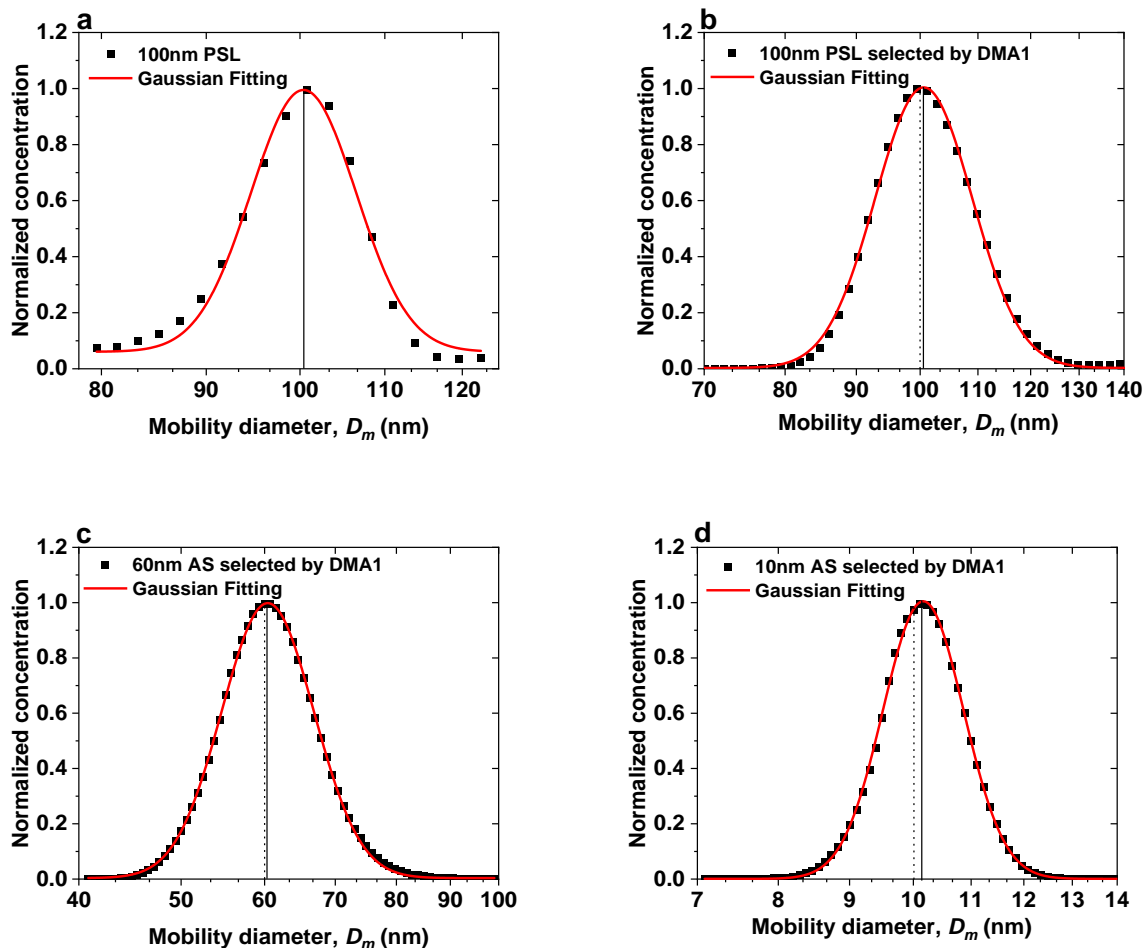 a
100nm PSL
Gaussian Fitting
Normalized concentration
1.2
1.0
0.8
0.6
0.4
0.2
0.0
80 90 100 110 120
Mobility diameter, Dm (nm)
b
100nm PSL selected by DMA1
Gaussian Fitting
Normalized concentration
1.2
1.0
0.8
0.6
0.4
0.2
0.0
70 80 90 100 110 120 130 140
Mobility diameter, Dm (nm)
c
60nm AS selected by DMA1
Gaussian Fitting
Normalized concentration
1.2
1.0
0.8
0.6
0.4
0.2
0.0
40 50 60 70 80 90 100
Mobility diameter, Dm (nm)
d
10nm AS selected by DMA1
Gaussian Fitting
Normalized concentration
1.2
1.0
0.8
0.6
0.4
0.2
0.0
7 8 9 10 11 12 13 14
Mobility diameter, Dm (nm)